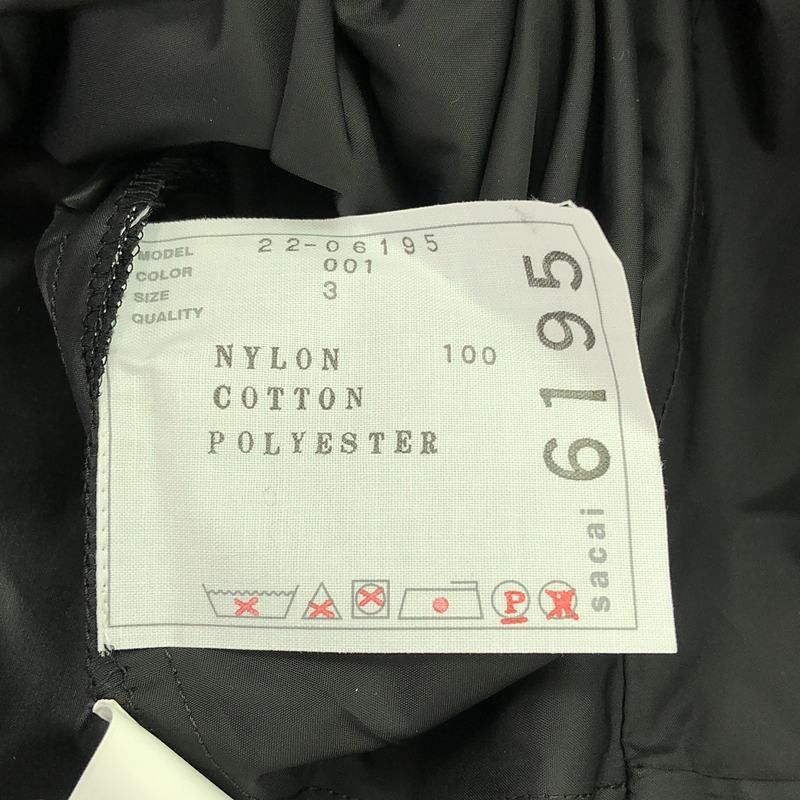 MODEL 22-06195
COLOR 001
SIZE 3
QUALITY
NYLON 100
COTTON
POLYESTER
sacai 6195
P W